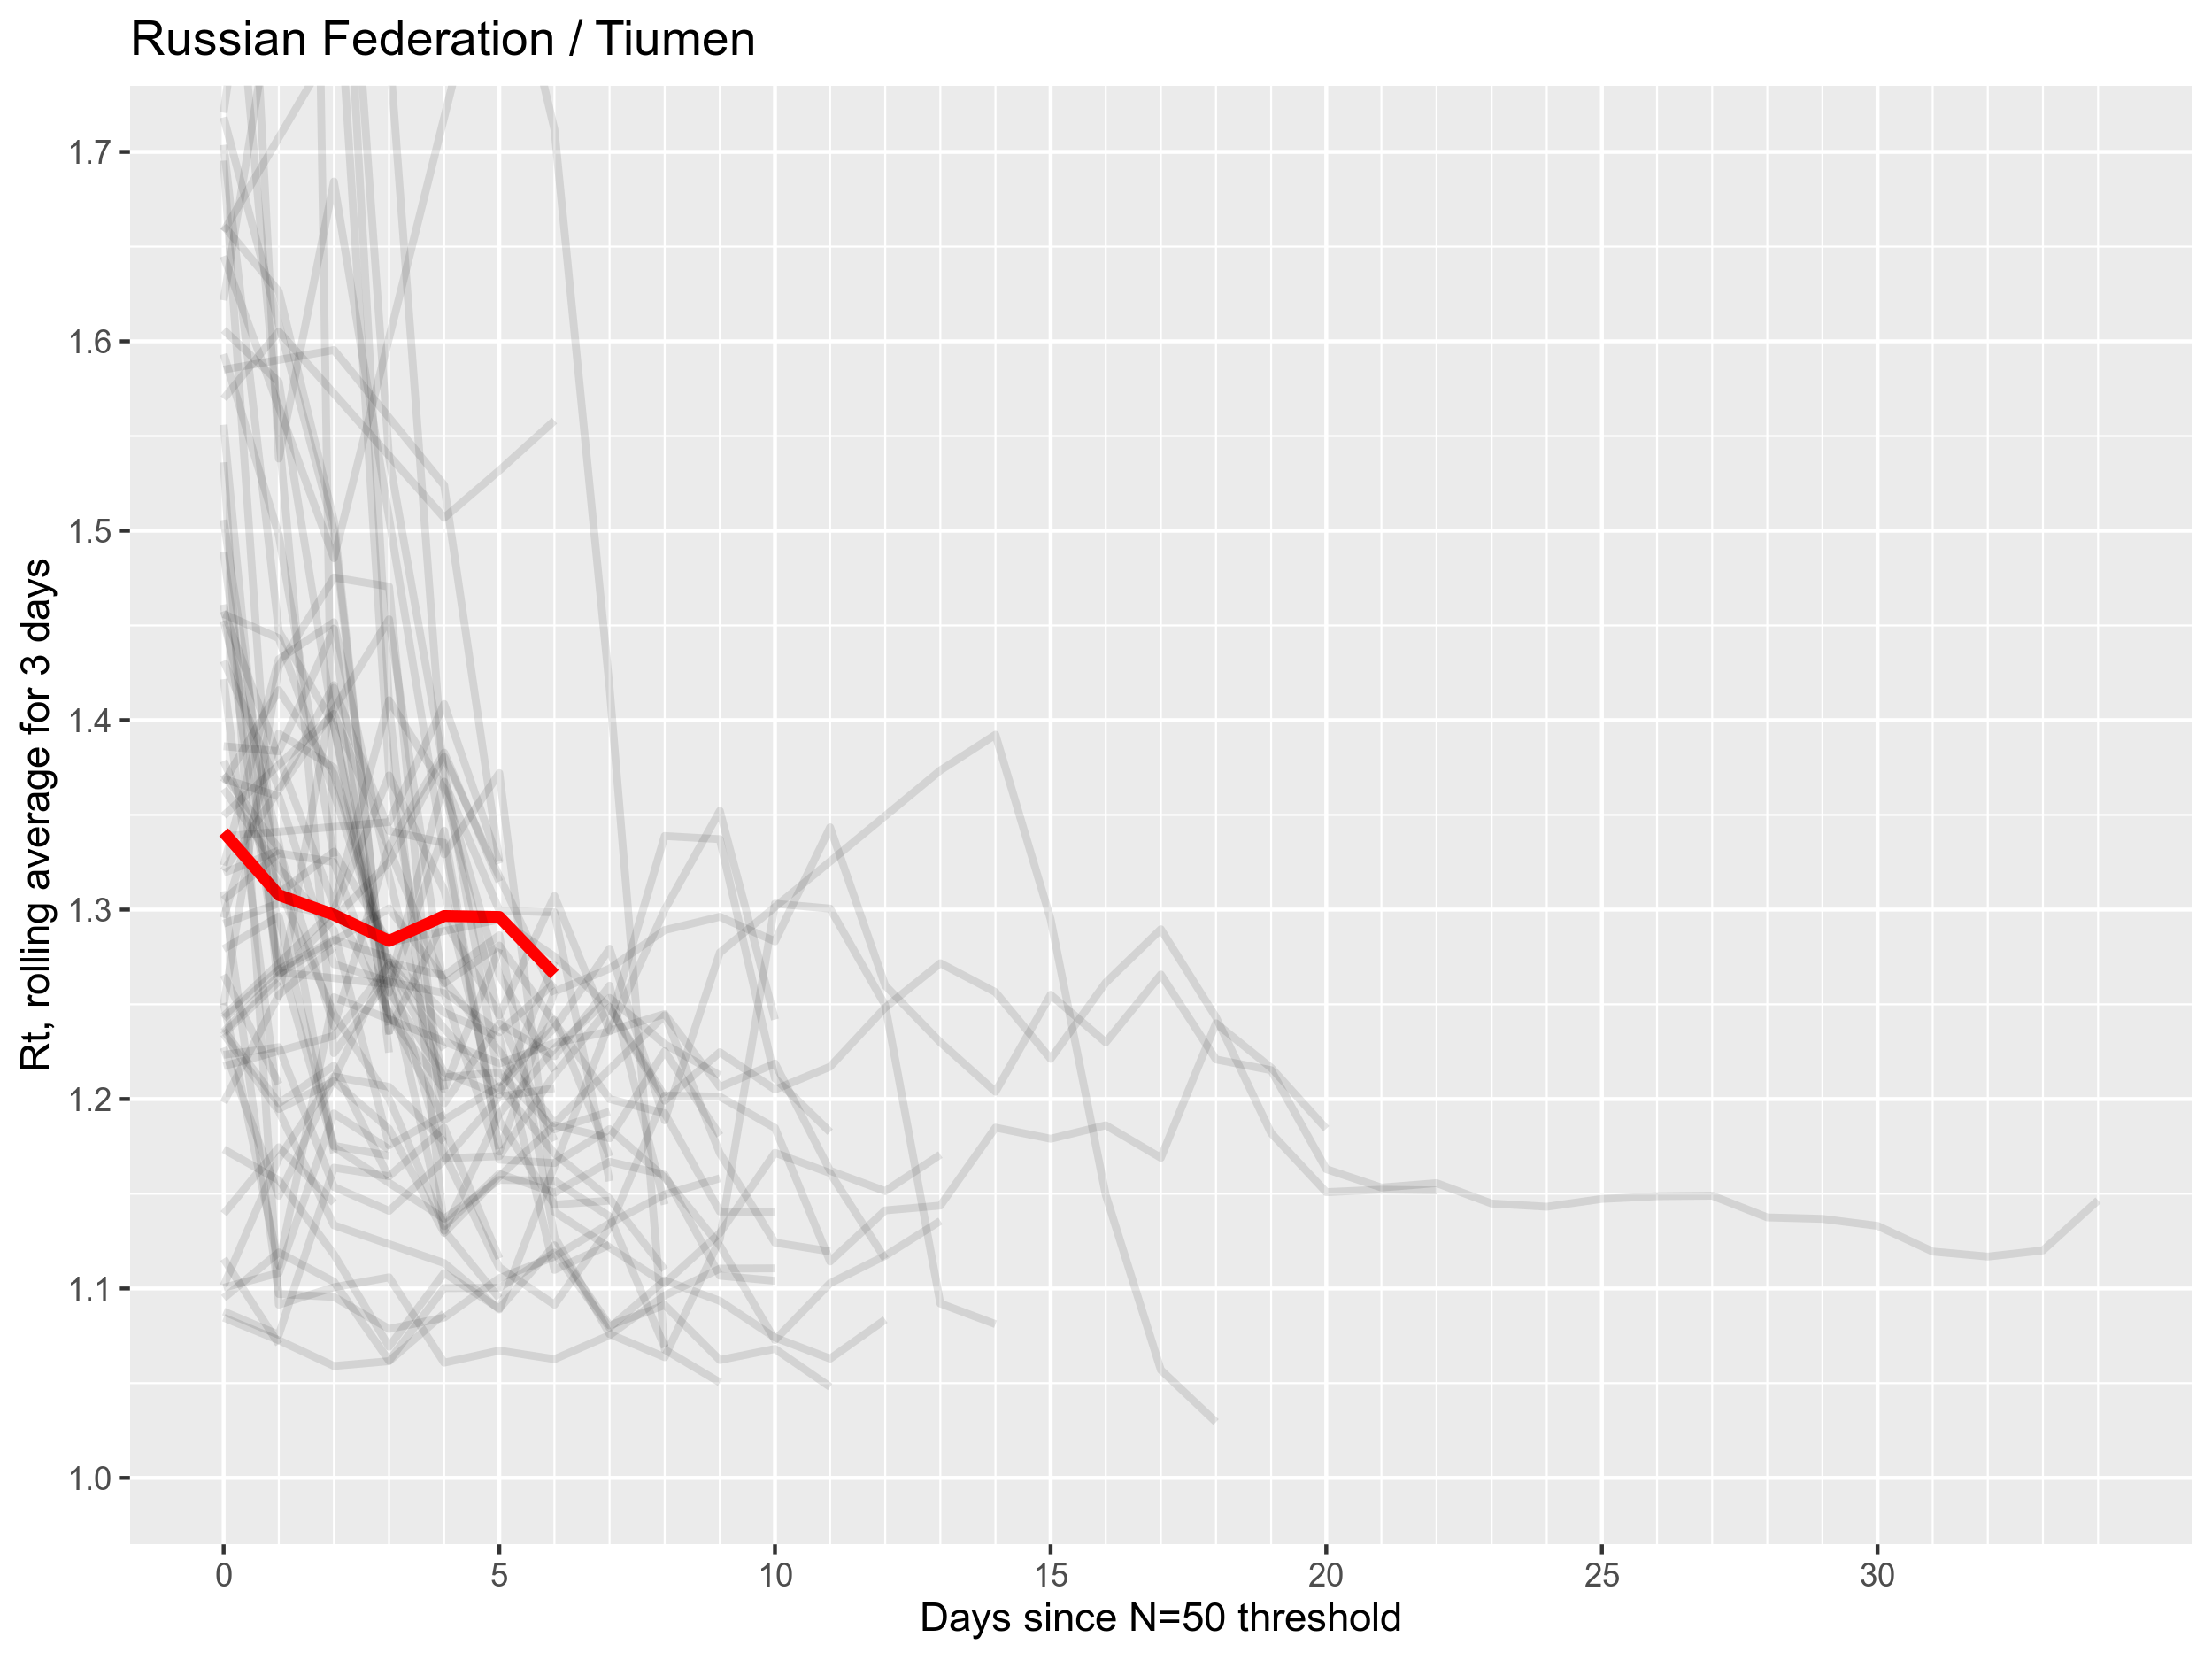 Russian Federation / Tiumen
Rt, rolling average for 3 days
1.7
1.6
1.5
1.4
1.3
1.2
1.1
1.0
0 5 10 15 20 25 30
Days since N=50 threshold